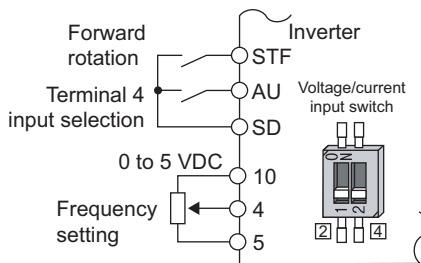 Inverter
Forward
rotation
STF
Terminal 4
input selection
AU
SD
Voltage/current
input switch
0 to 5 VDC
10
Frequency
setting
4
5
ON
1 2
2
4